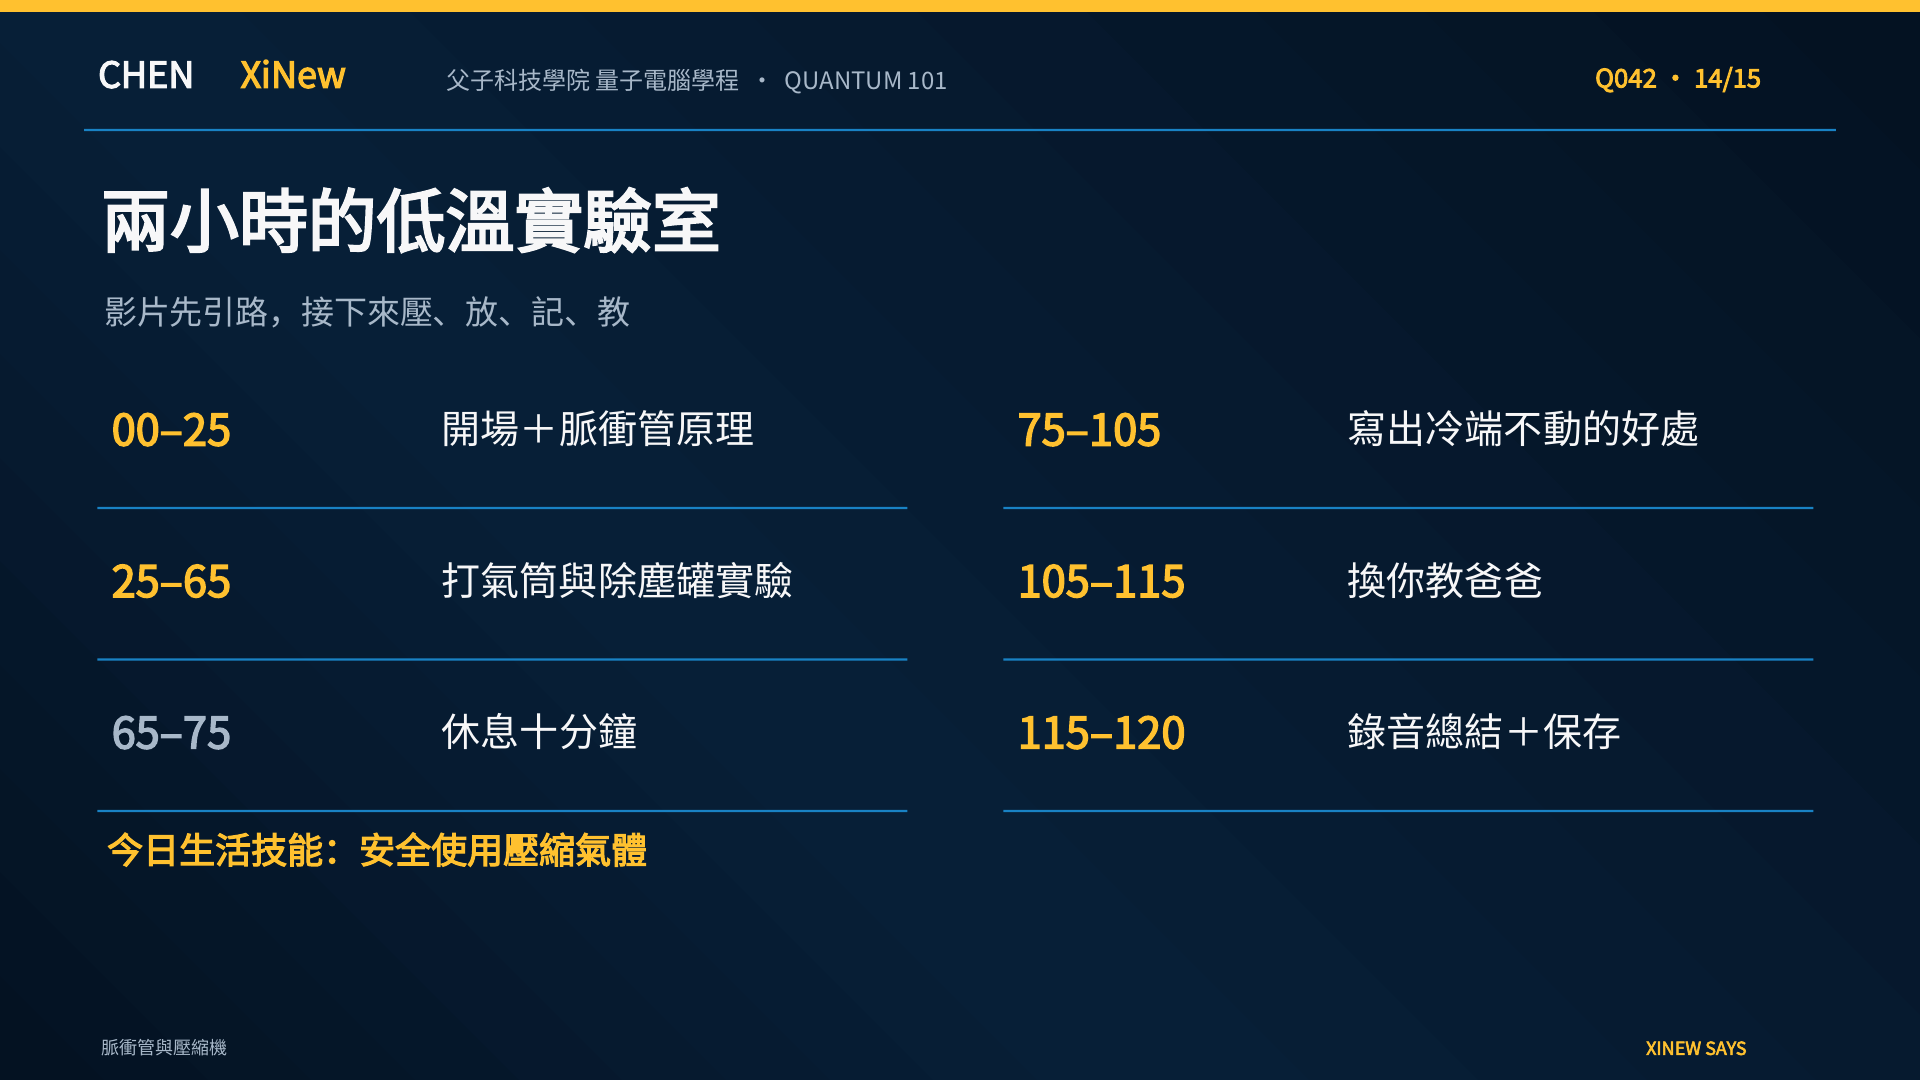 CHEN XiNew 父子科技學院 量子電腦學程 · QUANTUM 101 Q042 · 14/15
兩小時的低溫實驗室
影片先引路，接下來壓、放、記、教
00–25 開場＋脈衝管原理
25–65 打氣筒與除塵罐實驗
65–75 休息十分鐘
75–105 寫出冷端不動的好處
105–115 換你教爸爸
115–120 錄音總結＋保存
今日生活技能：安全使用壓縮氣體
脈衝管與壓縮機 XINEW SAYS